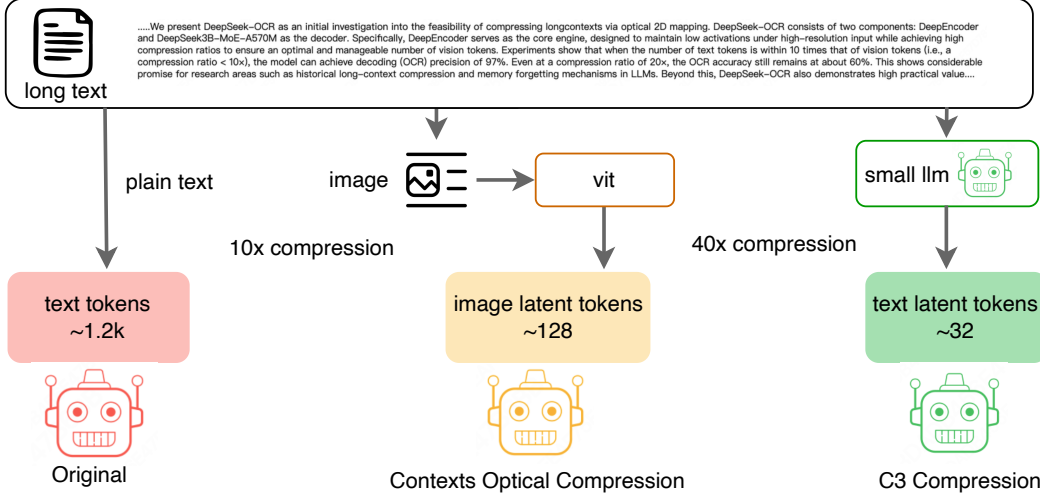 .....We present DeepSeek-OCR as an initial investigation into the feasibility of compressing longcontexts via optical 2D mapping. DeepSeek-OCR consists of two components: DeepEncoder
and DeepSeek3B-MoE-A570M as the decoder. Specifically, DeepEncoder serves as the core engine, designed to maintain low activations under high-resolution input while achieving high
compression ratios to ensure an optimal and manageable number of vision tokens. Experiments show that when the number of text tokens is within 10 times that of vision tokens (i.e., a
compression ratio < 10×), the model can achieve decoding (OCR) precision of 97%. Even at a compression ratio of 20×, the OCR accuracy still remains at about 60%. This shows considerable
promise for research areas such as historical long-context compression and memory forgetting mechanisms in LLMs. Beyond this, DeepSeek-OCR also demonstrates high practical value....
long text
plain text
image
vit
small llm
10x compression
40x compression
text tokens
~1.2k
image latent tokens
~128
text latent tokens
~32
Original
Contexts Optical Compression
C3 Compression